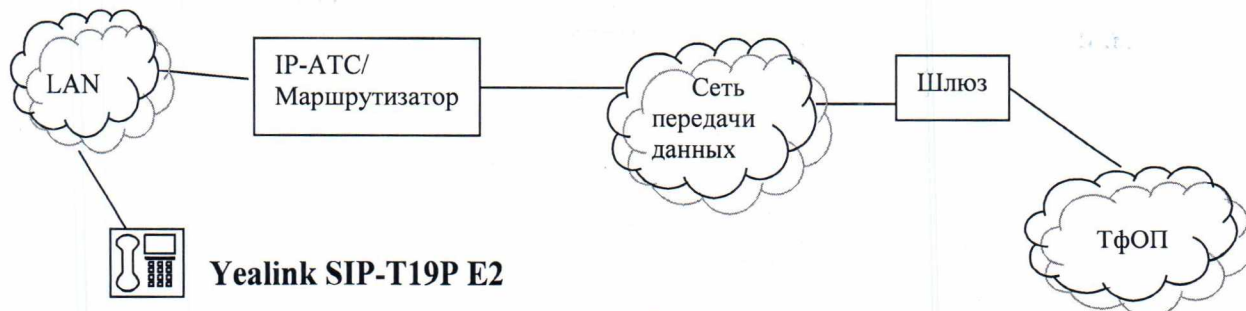 LAN
IP-АТС/
Маршрутизатор
Сеть
передачи
данных
Шлюз
ТфОП
Yealink SIP-T19P E2